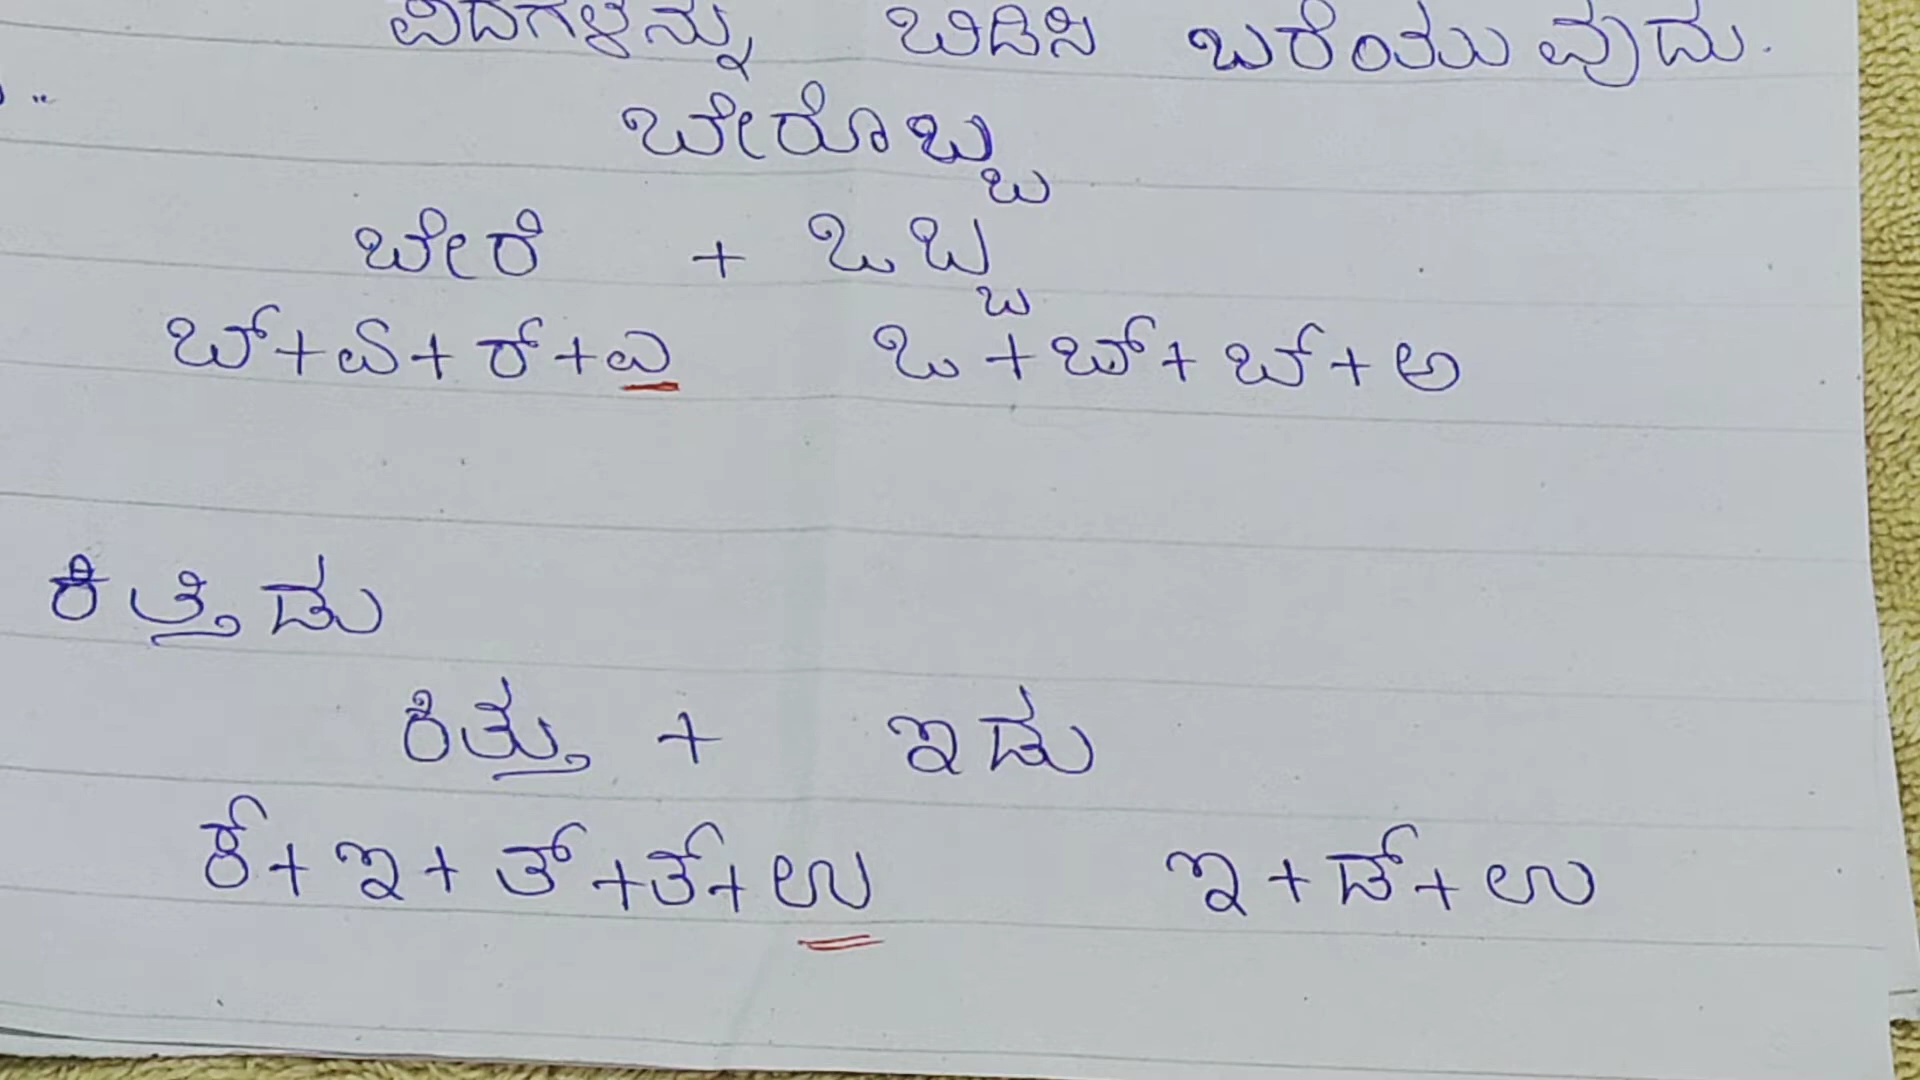 ಪದಗಳನ್ನು ಬಿಡಿಸಿ ಬರೆಯುವುದು.
ಬೇರೊಬ್ಬ
ಬೇರೆ + ಒಬ್ಬ
ಬ್+ಏ+ರ್+ಎ ಒ+ಬ್+ಬ್+ಅ
ಕಿತ್ತಿಡು
ಕಿತ್ತು + ಇಡು
ಕ್+ಇ+ತ್+ತ್+ಉ ಇ+ಡ್+ಉ